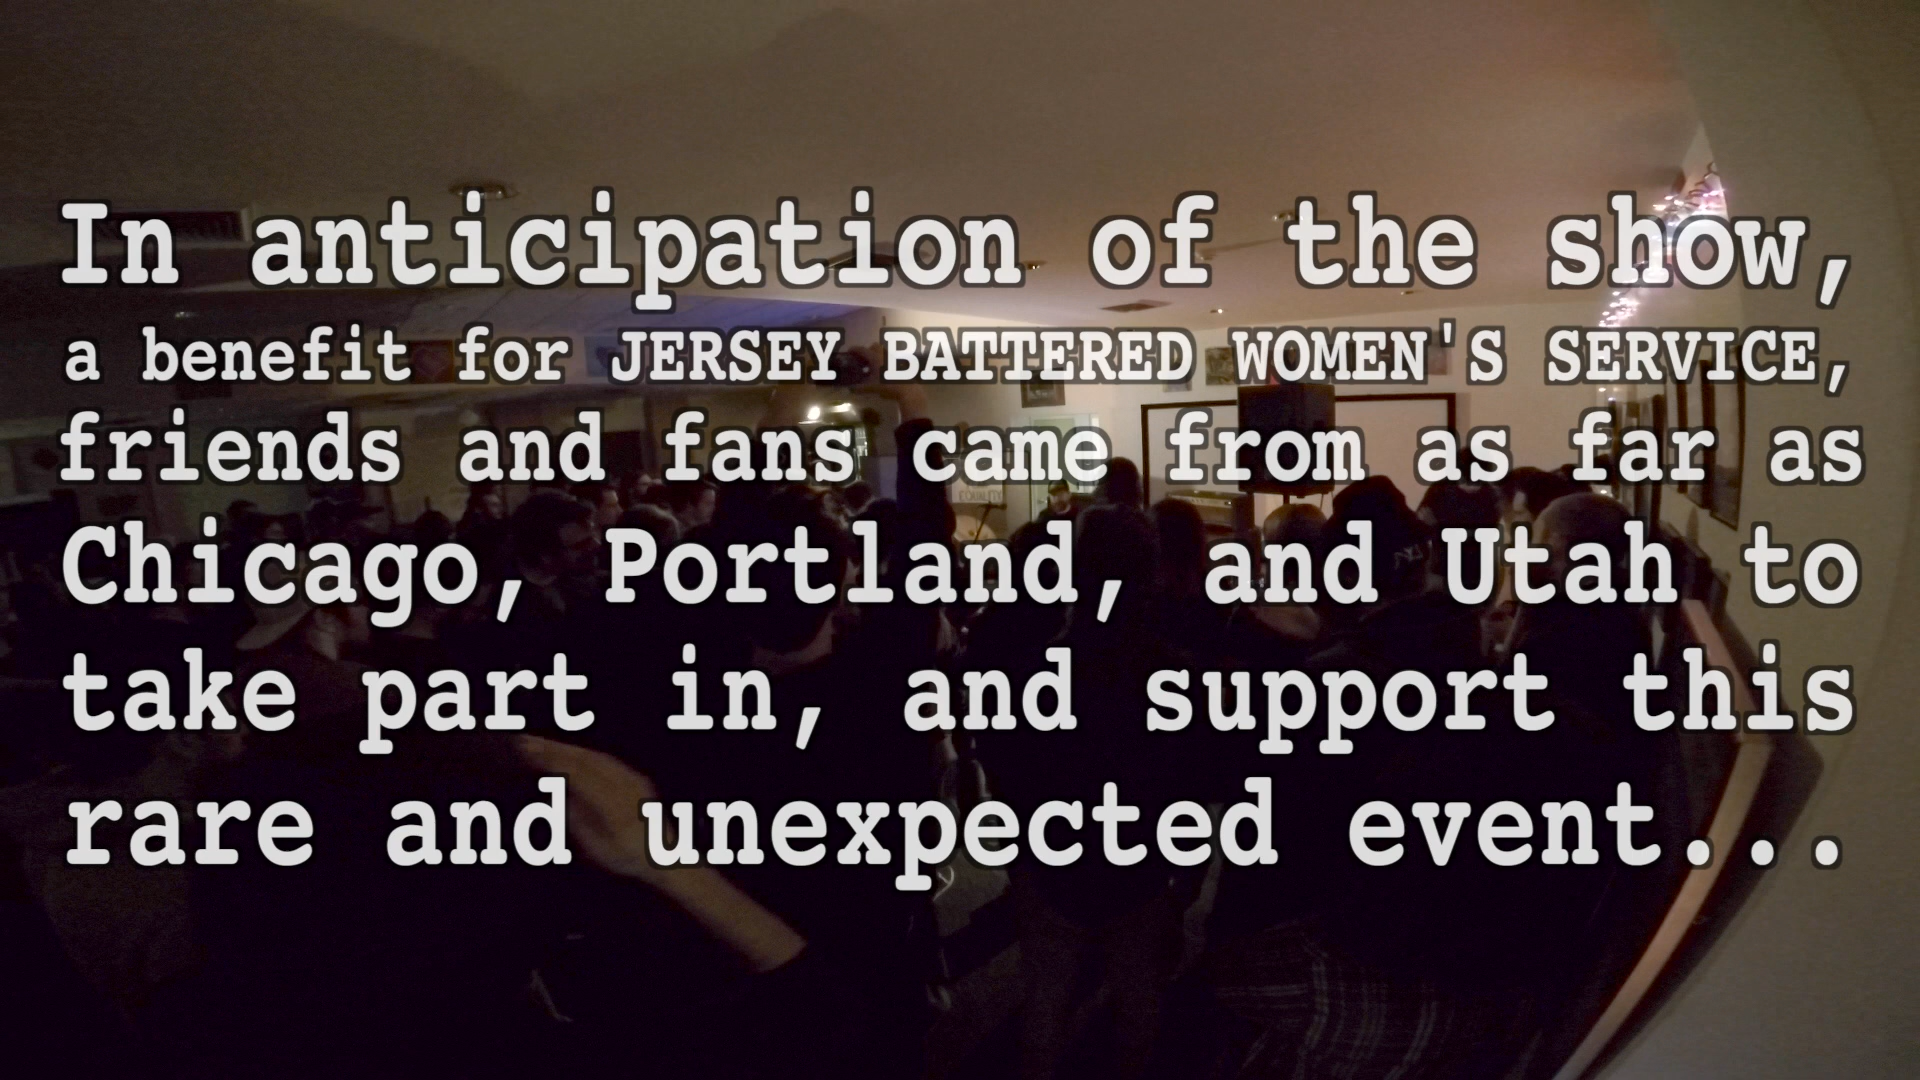 In anticipation of the show,
a benefit for JERSEY BATTERED WOMEN'S SERVICE,
friends and fans came from as far as
Chicago, Portland, and Utah to
take part in, and support this
rare and unexpected event...
EQUALITY